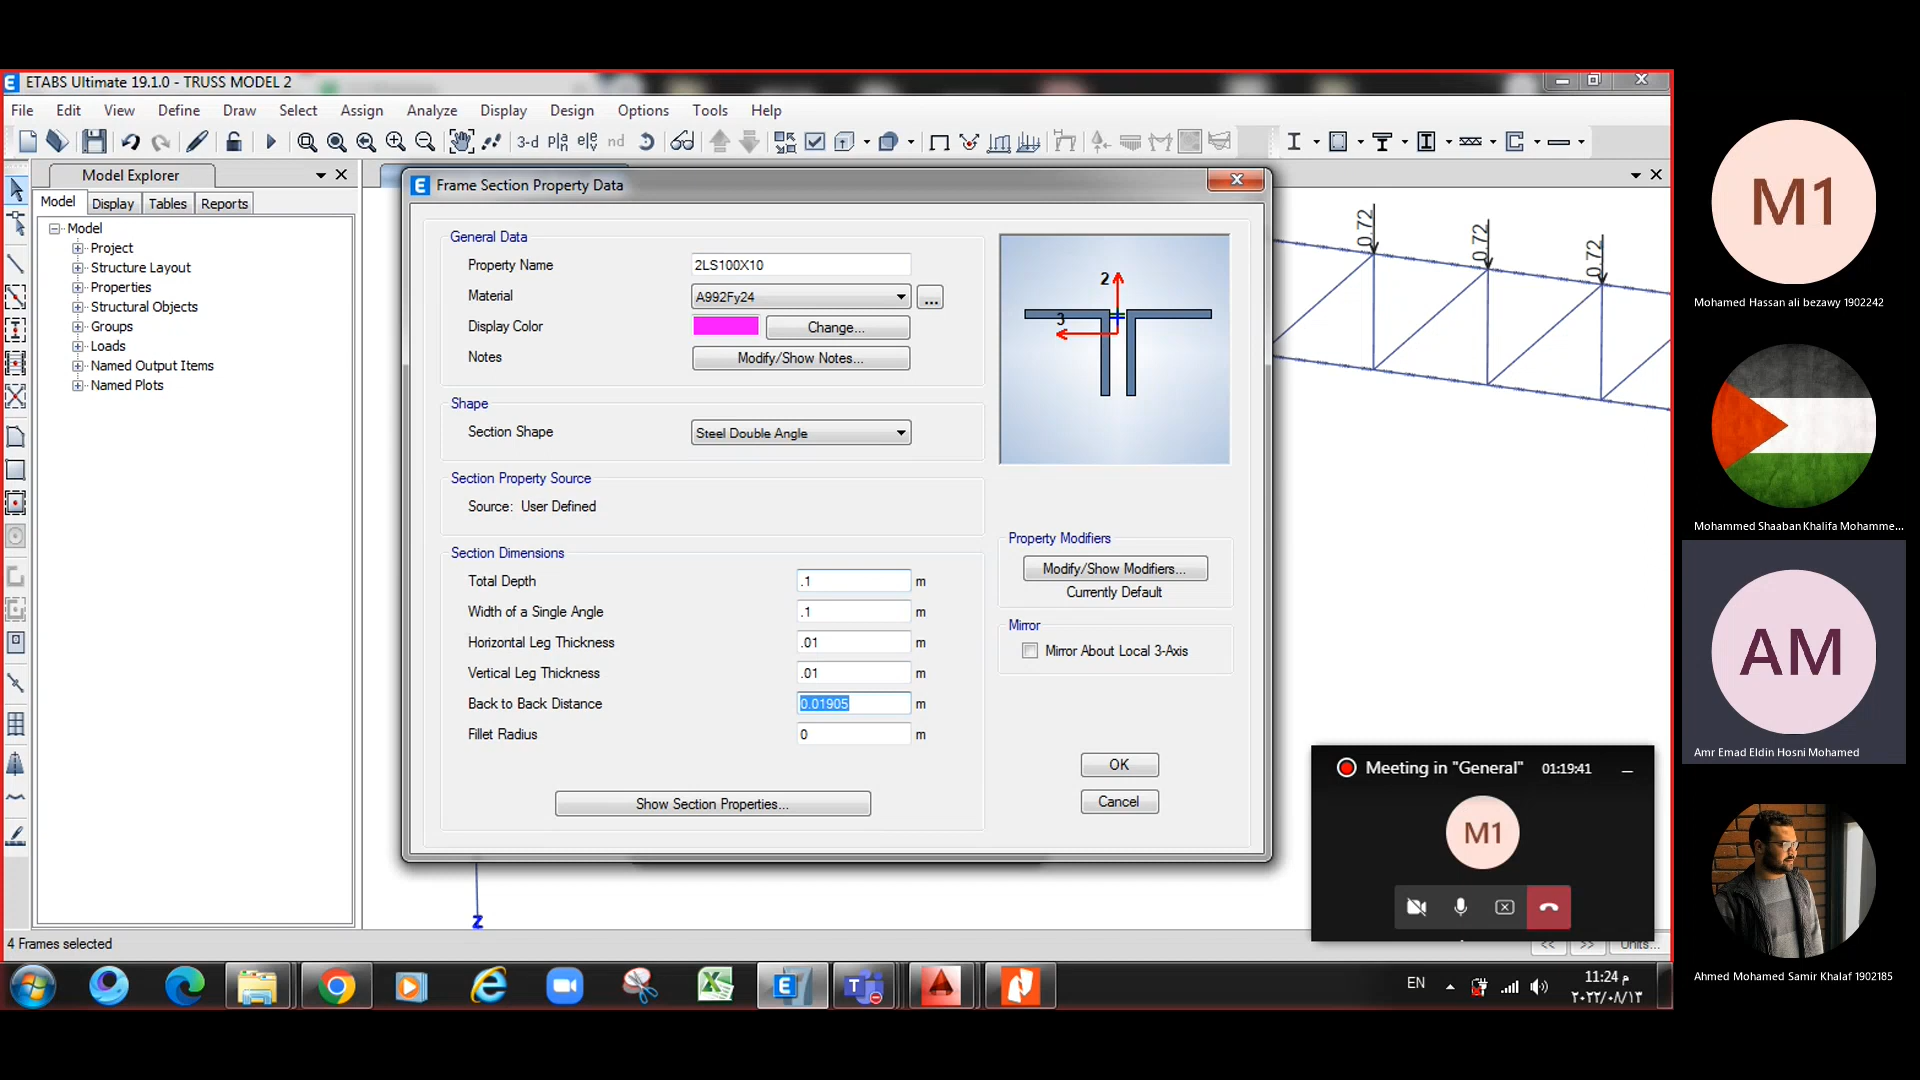 ETABS Ultimate 19.1.0 - TRUSS MODEL 2
File Edit View Define Draw Select Assign Analyze Display Design Options Tools Help
3-d Pla ele nd
Model Explorer
Model Display Tables Reports
Model
Project
Structure Layout
Properties
Structural Objects
Groups
Loads
Named Output Items
Named Plots
Frame Section Property Data
General Data
Property Name 2LS100X10
Material A992Fy24 ...
Display Color Change...
Notes Modify/Show Notes...
Shape
Section Shape Steel Double Angle
Section Property Source
Source: User Defined
Section Dimensions
Total Depth .1 m
Width of a Single Angle .1 m
Horizontal Leg Thickness .01 m
Vertical Leg Thickness .01 m
Back to Back Distance 0.01905 m
Fillet Radius 0 m
Show Section Properties...
2
3
Property Modifiers
Modify/Show Modifiers...
Currently Default
Mirror
Mirror About Local 3-Axis
OK
Cancel
0.72
0.72
0.72
Z
4 Frames selected
<< >> Units...
Meeting in "General" 01:19:41
M1
EN
11:24 م
٢٠٢٢/٠٨/١٣
M1
Mohamed Hassan ali bezawy 1902242
Mohammed Shaaban Khalifa Mohamme...
AM
Amr Emad Eldin Hosni Mohamed
Ahmed Mohamed Samir Khalaf 1902185